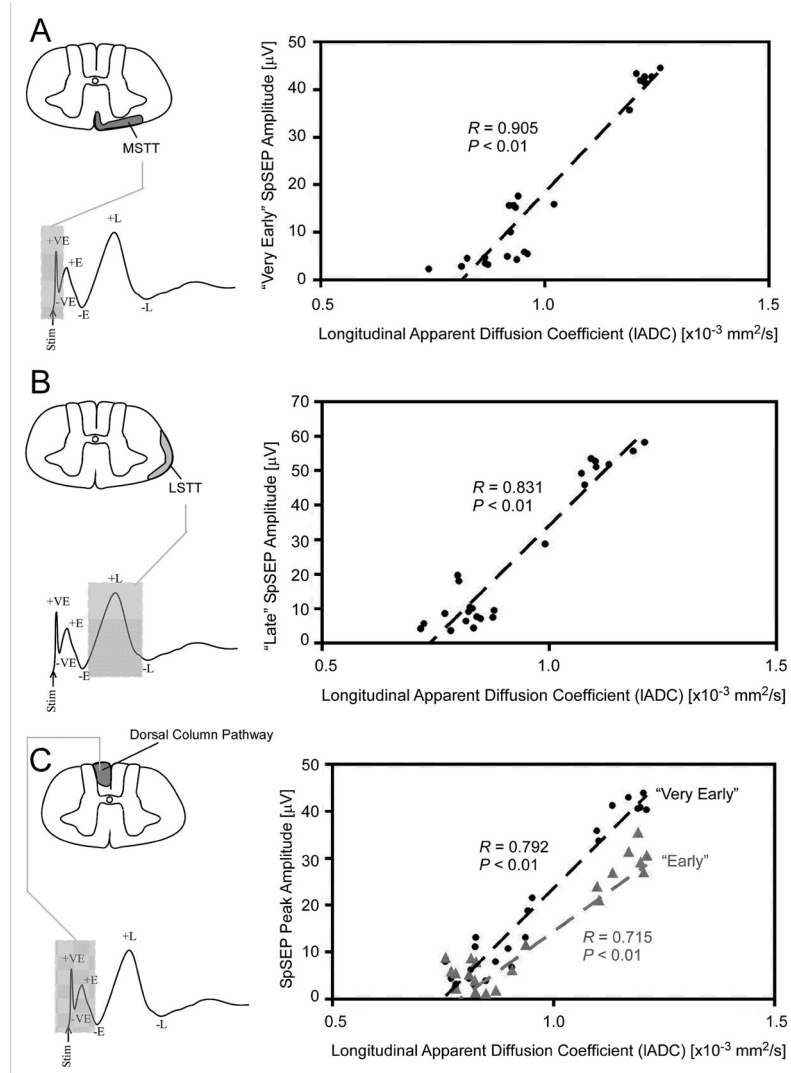 A
MSTT
+L
+VE
+E
-VE
-E
-L
Stim
"Very Early" SpSEP Amplitude [µV]
50
40
30
20
10
0
R = 0.905
P < 0.01
0.5
1.0
1.5
Longitudinal Apparent Diffusion Coefficient (lADC) [x10-3 mm2/s]
B
LSTT
+L
+VE
+E
-VE
-E
-L
Stim
"Late" SpSEP Amplitude [µV]
70
60
50
40
30
20
10
0
R = 0.831
P < 0.01
0.5
1.0
1.5
Longitudinal Apparent Diffusion Coefficient (lADC) [x10-3 mm2/s]
C
Dorsal Column Pathway
+L
+VE
+E
-VE
-E
-L
Stim
SpSEP Peak Amplitude [µV]
50
40
30
20
10
0
"Very Early"
R = 0.792
P < 0.01
"Early"
R = 0.715
P < 0.01
0.5
1.0
1.5
Longitudinal Apparent Diffusion Coefficient (lADC) [x10-3 mm2/s]